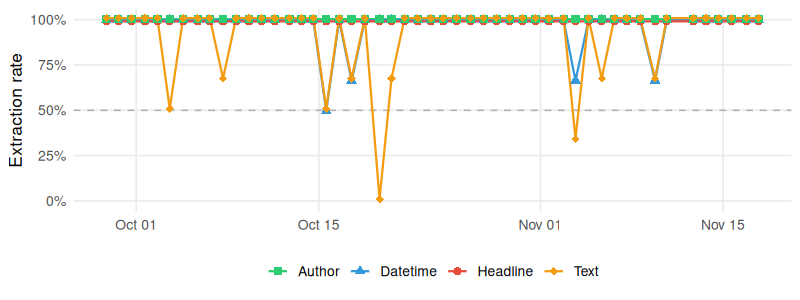 Extraction rate
100%
75%
50%
25%
0%
Oct 01 Oct 15 Nov 01 Nov 15
Author Datetime Headline Text